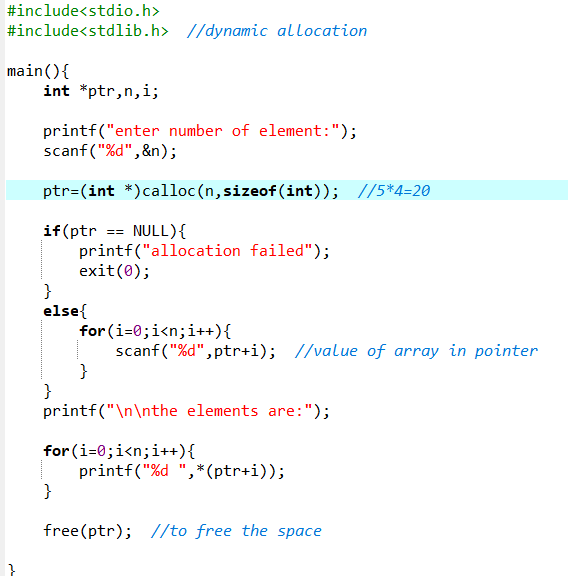 #include<stdio.h>
#include<stdlib.h>  //dynamic allocation
main(){
    int *ptr,n,i;
    printf("enter number of element:");
    scanf("%d",&n);
    ptr=(int *)calloc(n,sizeof(int));  //5*4=20
    if(ptr == NULL){
        printf("allocation failed");
        exit(0);
    }
    else{
        for(i=0;i<n;i++){
            scanf("%d",ptr+i);  //value of array in pointer
        }
    }
    printf("\n\nthe elements are:");
    for(i=0;i<n;i++){
        printf("%d ",*(ptr+i));
    }
    free(ptr);  //to free the space
}